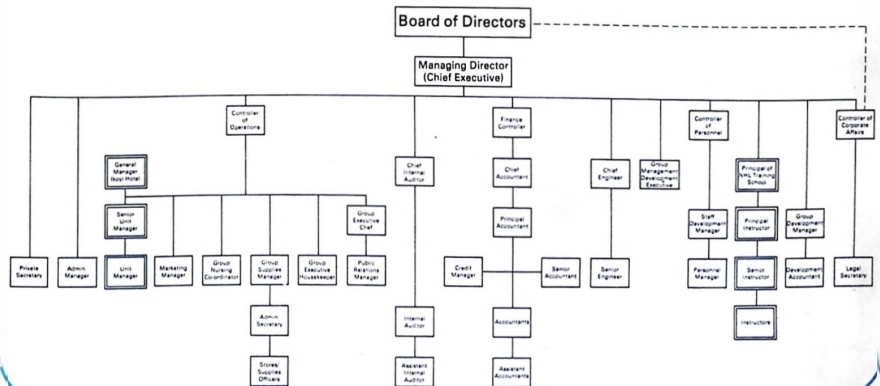 Board of Directors
Managing Director
(Chief Executive)
Controller
of
Operations
Finance
Controller
Controller
of
Personnel
Controller of
Corporate
Affairs
General
Manager
Ikoyi Hotel
Chief
Internal
Auditor
Chief
Accountant
Chief
Engineer
Group
Management
Development
Executive
Principal of
NHL Training
School
Senior
Unit
Manager
Group
Executive
Chef
Principal
Accountant
Staff
Development
Manager
Principal
Instructor
Group
Development
Manager
Private
Secretary
Admin
Manager
Unit
Manager
Marketing
Manager
Group
Nursing
Co-ordinator
Group
Supplies
Manager
Group
Executive
Housekeeper
Public
Relations
Manager
Credit
Manager
Senior
Accountant
Senior
Engineer
Personnel
Manager
Senior
Instructor
Development
Accountant
Legal
Secretary
Admin
Secretary
Internal
Auditor
Accountants
Instructors
Stores/
Supplies
Officers
Assistant
Internal
Auditor
Assistant
Accountants